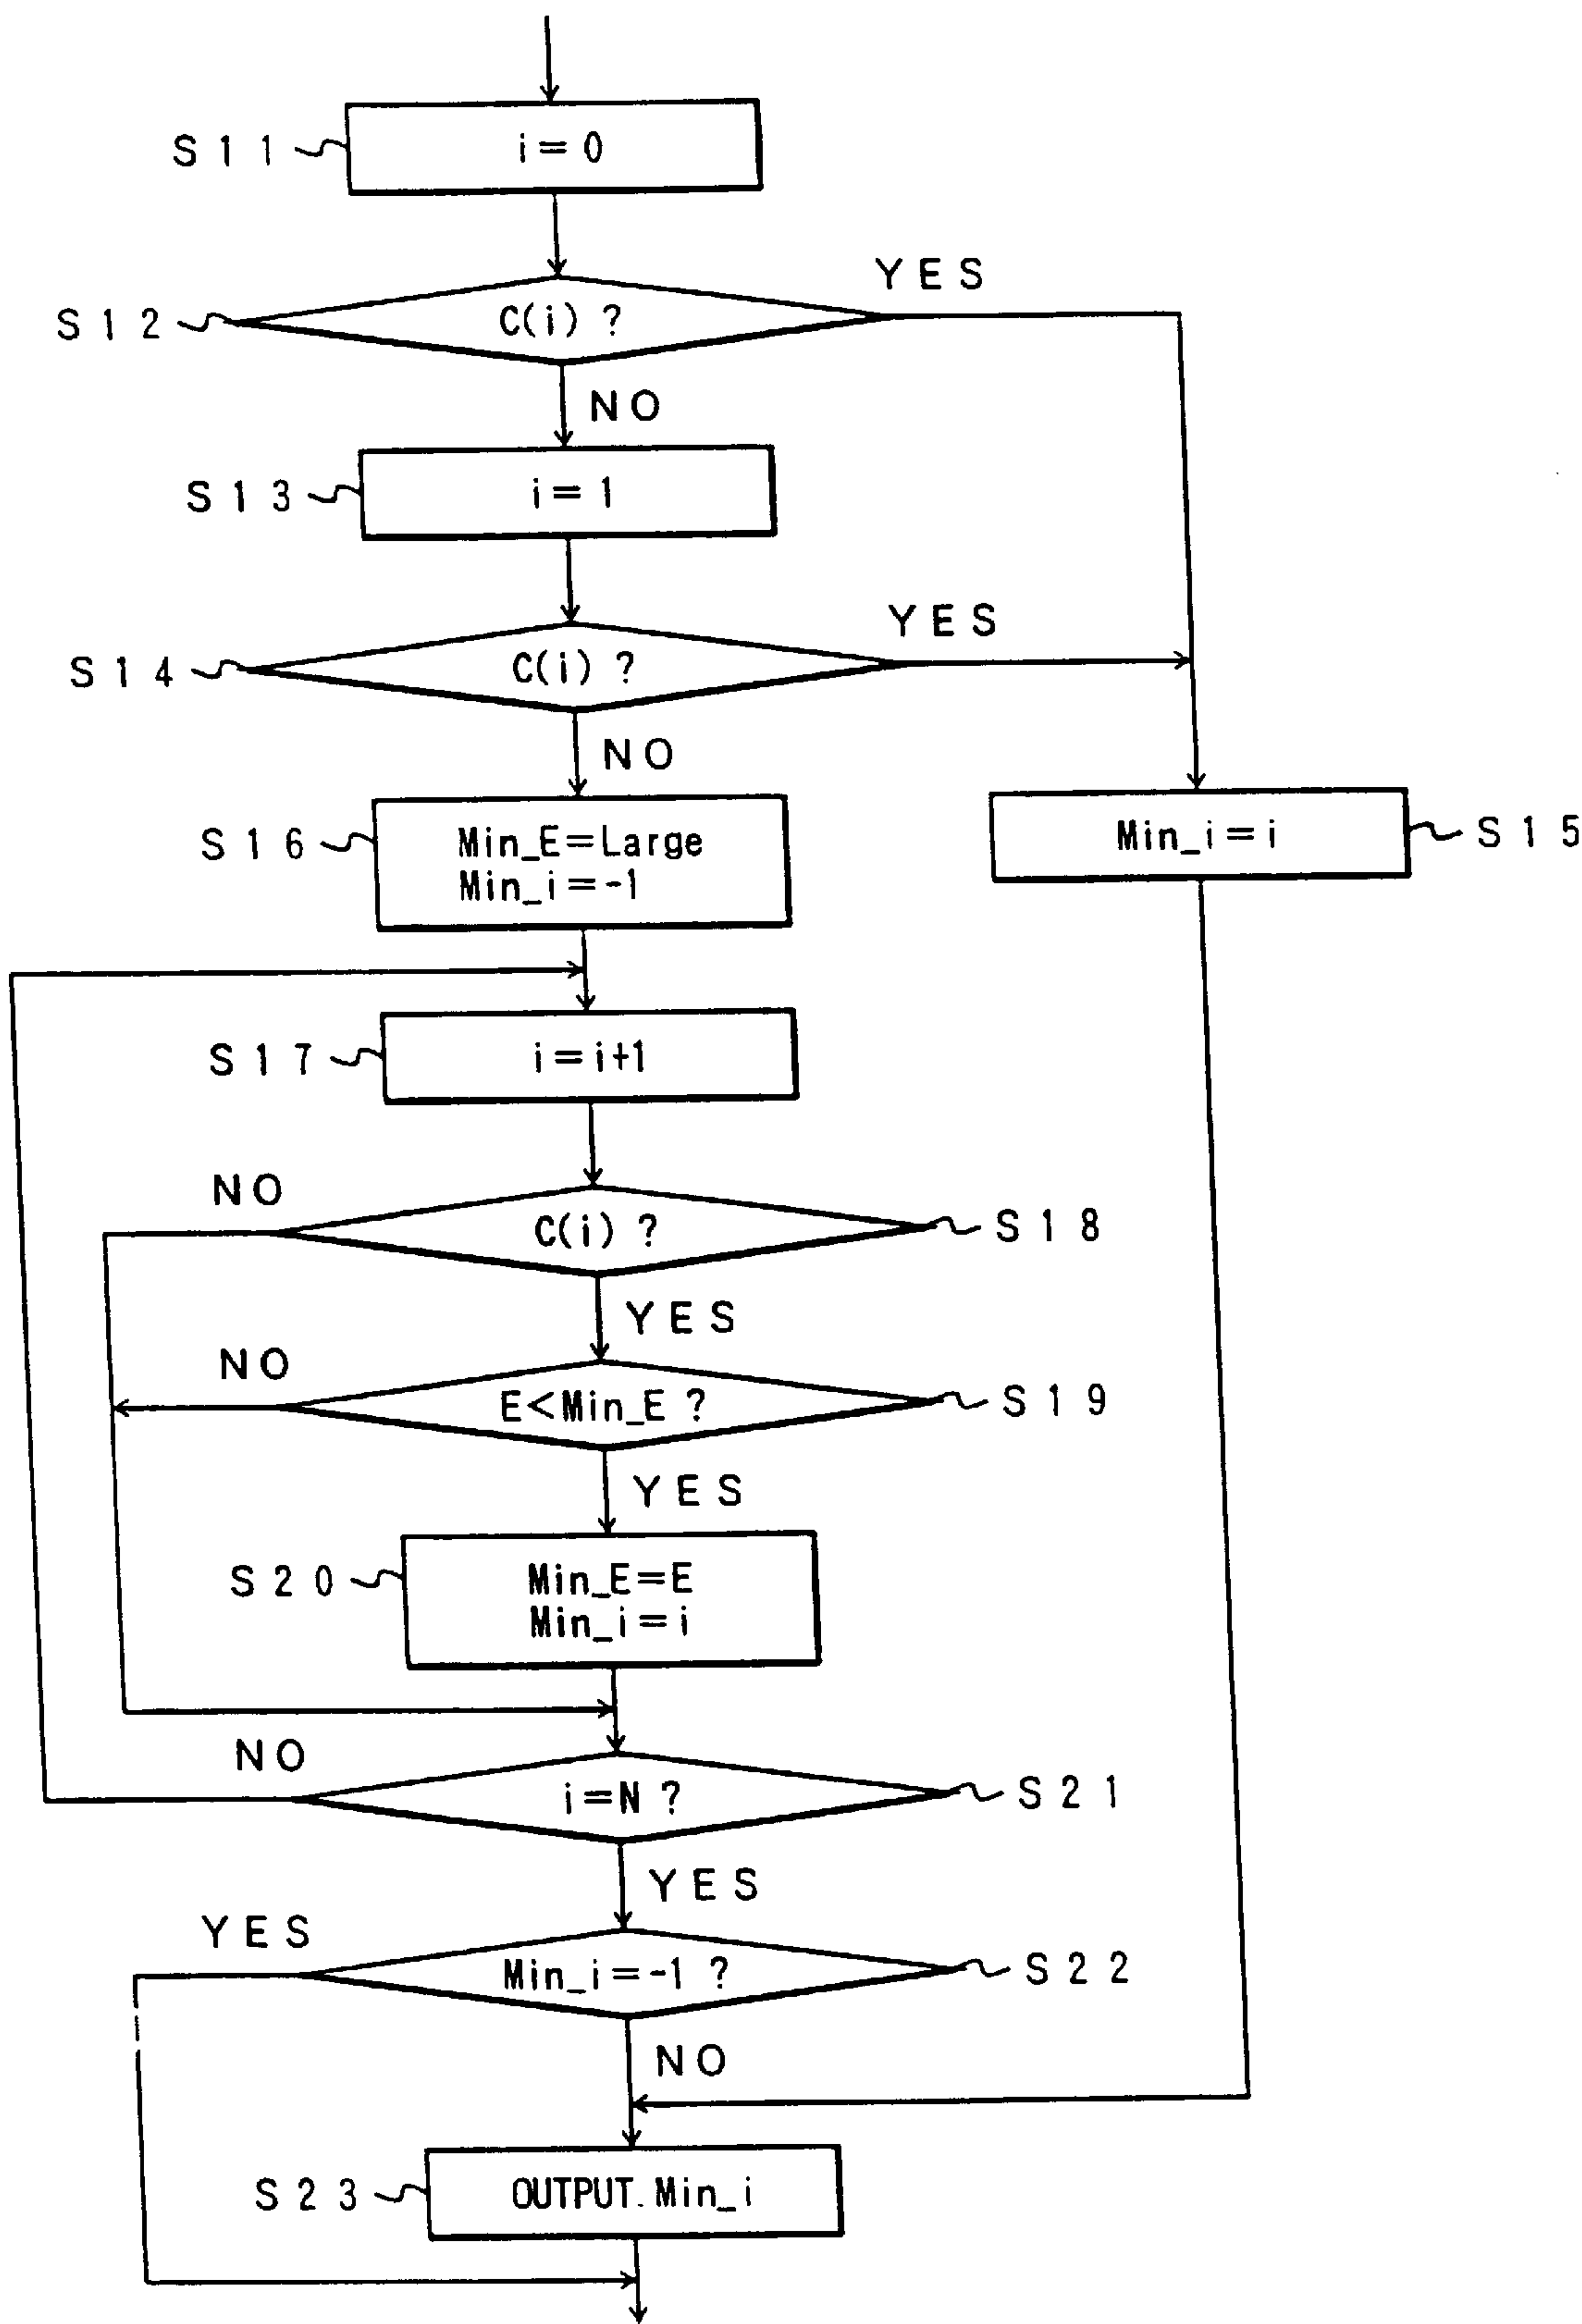 S11
i=0
YES
S12
C(i) ?
NO
S13
i=1
YES
S14
C(i) ?
NO
S16
Min_E=Large
Min_i=-1
Min_i=i
S15
S17
i=i+1
NO
C(i) ?
S18
YES
NO
E<Min_E ?
S19
YES
S20
Min_E=E
Min_i=i
NO
i=N ?
S21
YES
YES
Min_i=-1 ?
S22
NO
S23
OUTPUT Min_i